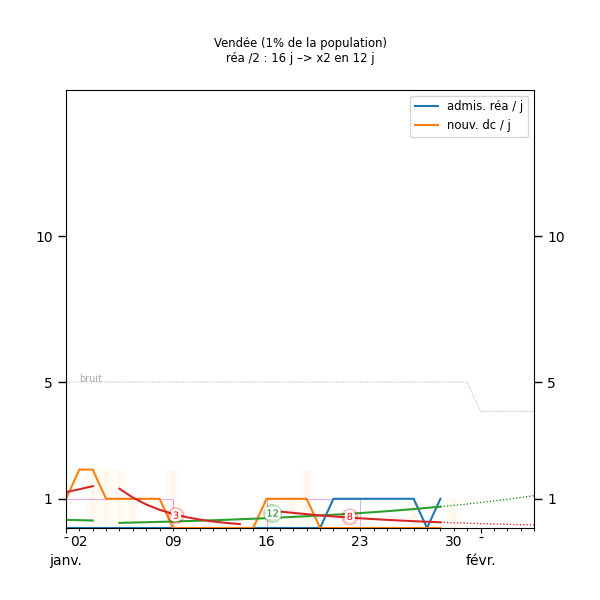 Vendée (1% de la population)
réa /2 : 16 j –> x2 en 12 j
admis. réa / j
nouv. dc / j
10
10
bruit
5
5
1
1
3
12
8
02
09
16
23
30
janv.
févr.